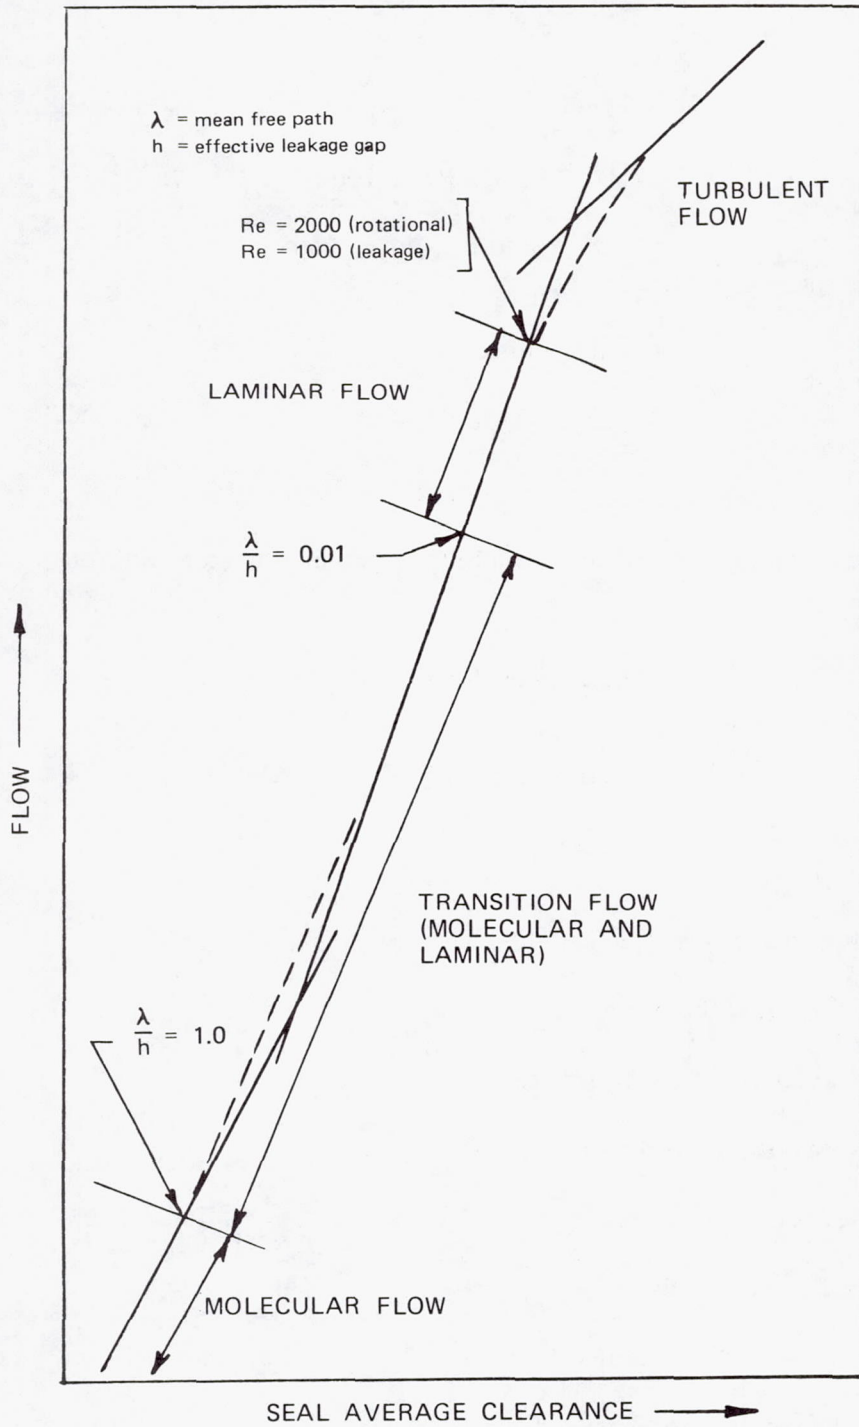 λ = mean free path
h = effective leakage gap
TURBULENT
FLOW
Re = 2000 (rotational)
Re = 1000 (leakage)
LAMINAR FLOW
λ/h = 0.01
FLOW
TRANSITION FLOW
(MOLECULAR AND
LAMINAR)
λ/h = 1.0
MOLECULAR FLOW
SEAL AVERAGE CLEARANCE